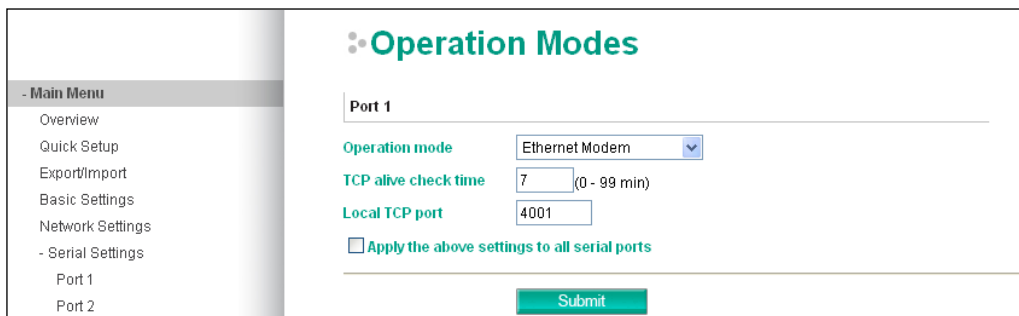 Operation Modes
- Main Menu
Overview
Quick Setup
Export/Import
Basic Settings
Network Settings
- Serial Settings
Port 1
Port 2
Port 1
Operation mode Ethernet Modem
TCP alive check time 7 (0 - 99 min)
Local TCP port 4001
Apply the above settings to all serial ports
Submit